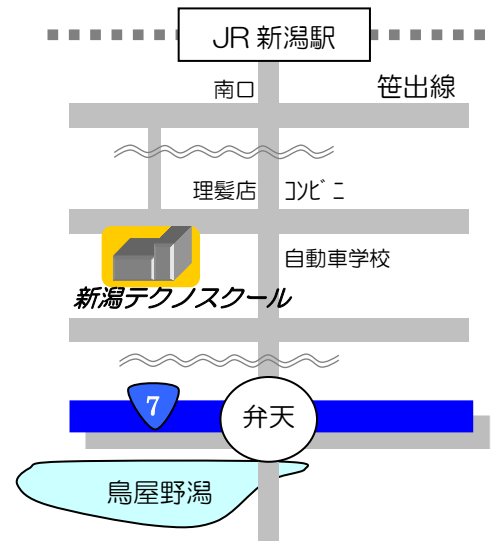 JR 新潟駅
南口
笹出線
理髪店
コンビニ
自動車学校
新潟テクノスクール
7
弁天
鳥屋野潟